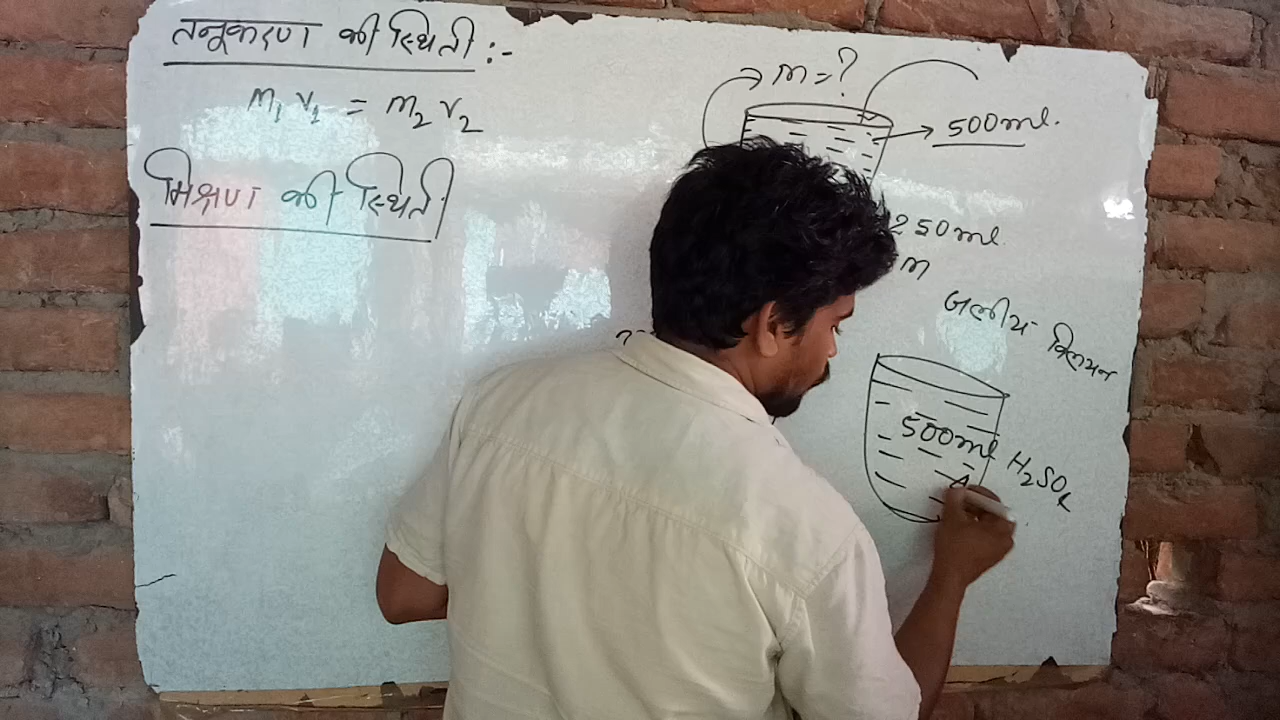 तनुकरण की स्थिती :-
m₁ v₁ = m₂ v₂
मिश्रण की स्थिती
m = ?
500ml.
250ml.
m
जलीय विलयन
500ml
H₂SO₄